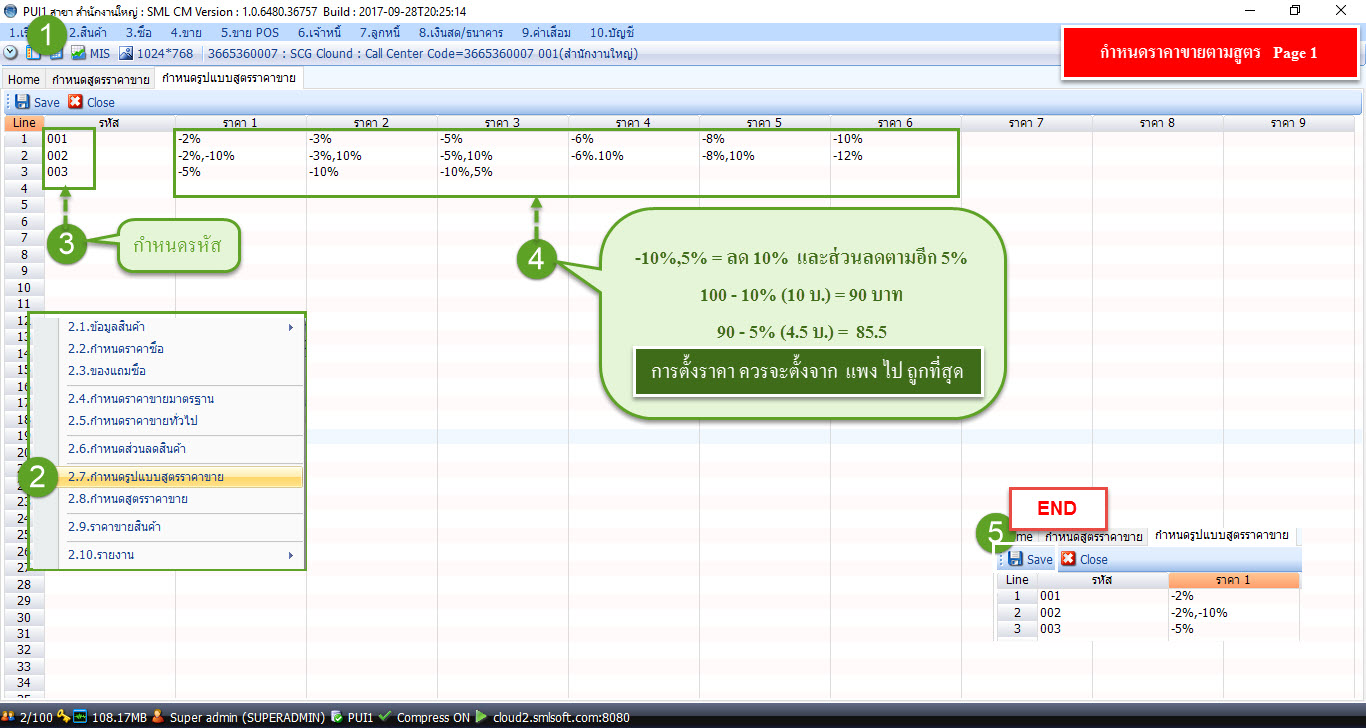 PUI1 สาขา สำนักงานใหญ่ : SML CM Version : 1.0.6480.36757 Build : 2017-09-28T20:25:14
1 2.สินค้า 3.ซื้อ 4.ขาย 5.ขาย POS 6.เจ้าหนี้ 7.ลูกหนี้ 8.เงินสด/ธนาคาร 9.ค่าเสื่อม 10.บัญชี
MIS 1024*768 3665360007 : SCG Clound : Call Center Code=3665360007 001(สำนักงานใหญ่)
กำหนดราคาขายตามสูตร Page 1
Home กำหนดสูตรราคาขาย กำหนดรูปแบบสูตรราคาขาย
Save Close
Line รหัส ราคา 1 ราคา 2 ราคา 3 ราคา 4 ราคา 5 ราคา 6 ราคา 7 ราคา 8 ราคา 9
1 001 -2% -3% -5% -6% -8% -10%
2 002 -2%,-10% -3%,10% -5%,10% -6%.10% -8%,10% -12%
3 003 -5% -10% -10%,5%
4
5
6
7
8
9
10
11
12
13
14
15
16
17
18
19
20
23
24
25
26
27
28
29
30
31
32
33
34
3 กำหนดรหัส
4
-10%,5% = ลด 10% และส่วนลดตามอีก 5%
100 - 10% (10 บ.) = 90 บาท
90 - 5% (4.5 บ.) = 85.5
การตั้งราคา ควรจะตั้งจาก แพง ไป ถูกที่สุด
2.1.ข้อมูลสินค้า
2.2.กำหนดราคาซื้อ
2.3.ของแถมซื้อ
2.4.กำหนดราคาขายมาตรฐาน
2.5.กำหนดราคาขายทั่วไป
2.6.กำหนดส่วนลดสินค้า
2 2.7.กำหนดรูปแบบสูตรราคาขาย
2.8.กำหนดสูตรราคาขาย
2.9.ราคาขายสินค้า
2.10.รายงาน
END
5 me กำหนดสูตรราคาขาย กำหนดรูปแบบสูตรราคาขาย
Save Close
Line รหัส ราคา 1
1 001 -2%
2 002 -2%,-10%
3 003 -5%
2/100 108.17MB Super admin (SUPERADMIN) PUI1 Compress ON cloud2.smlsoft.com:8080